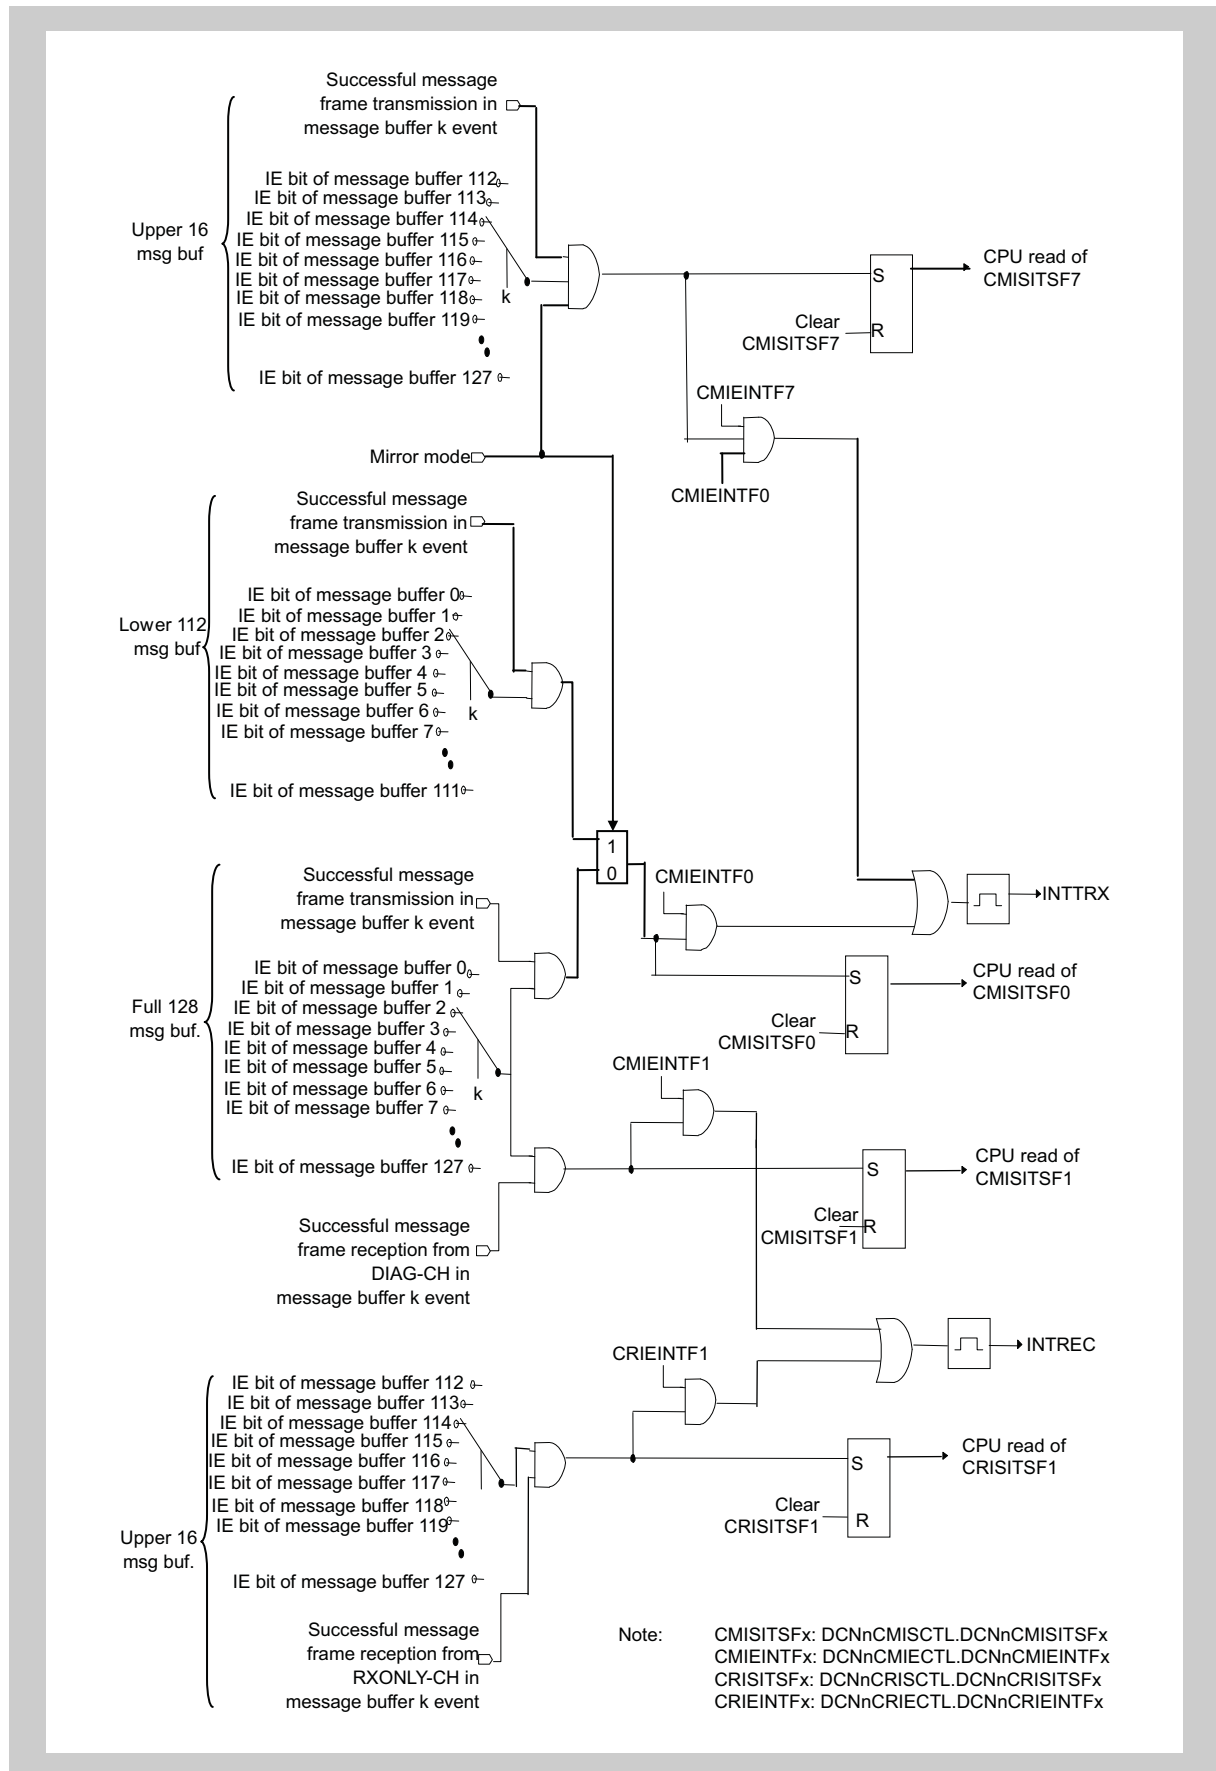 Successful message
frame transmission in
message buffer k event
IE bit of message buffer 112
IE bit of message buffer 113
IE bit of message buffer 114
IE bit of message buffer 115
IE bit of message buffer 116
IE bit of message buffer 117
IE bit of message buffer 118
IE bit of message buffer 119
IE bit of message buffer 127
Upper 16
msg buf
k
S
R
Clear
CMISITSF7
CPU read of
CMISITSF7
CMIEINTF7
CMIEINTF0
Mirror mode
Successful message
frame transmission in
message buffer k event
IE bit of message buffer 0
IE bit of message buffer 1
IE bit of message buffer 2
IE bit of message buffer 3
IE bit of message buffer 4
IE bit of message buffer 5
IE bit of message buffer 6
IE bit of message buffer 7
IE bit of message buffer 111
Lower 112
msg buf
k
1
0
Successful message
frame transmission in
message buffer k event
CMIEINTF0
INTTRX
IE bit of message buffer 0
IE bit of message buffer 1
IE bit of message buffer 2
IE bit of message buffer 3
IE bit of message buffer 4
IE bit of message buffer 5
IE bit of message buffer 6
IE bit of message buffer 7
IE bit of message buffer 127
Full 128
msg buf.
k
S
R
Clear
CMISITSF0
CPU read of
CMISITSF0
CMIEINTF1
S
R
Clear
CMISITSF1
CPU read of
CMISITSF1
Successful message
frame reception from
DIAG-CH in
message buffer k event
CRIEINTF1
INTREC
IE bit of message buffer 112
IE bit of message buffer 113
IE bit of message buffer 114
IE bit of message buffer 115
IE bit of message buffer 116
IE bit of message buffer 117
IE bit of message buffer 118
IE bit of message buffer 119
IE bit of message buffer 127
Upper 16
msg buf.
S
R
Clear
CRISITSF1
CPU read of
CRISITSF1
Successful message
frame reception from
RXONLY-CH in
message buffer k event
Note:
CMISITSFx: DCNnCMISCTL.DCNnCMISITSFx
CMIEINTFx: DCNnCMIECTL.DCNnCMIEINTFx
CRISITSFx: DCNnCRISCTL.DCNnCRISITSFx
CRIEINTFx: DCNnCRIECTL.DCNnCRIEINTFx